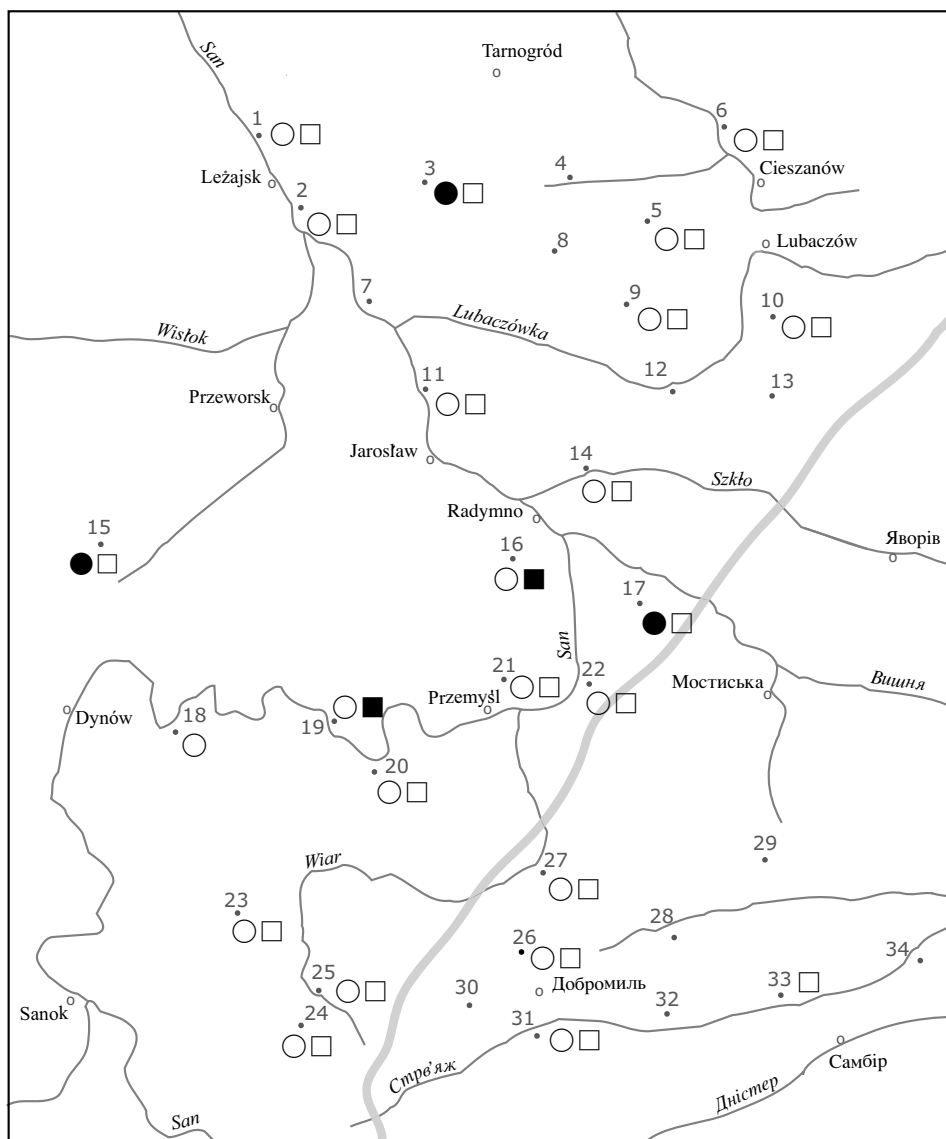 San
Tarnogród
1
6
Leżajsk
3
4
Cieszanów
2
5
Lubaczów
8
7
9
10
Lubaczówka
Wisłok
11
12
13
Przeworsk
Jarosław
14
Szkło
Radymno
15
16
Яворів
17
San
21
22
Przemyśl
Мостиська
Вишня
Dynów
18
19
20
Wiar
27
29
23
28
26
34
25
Добромиль
33
Sanok
30
32
24
31
Стрв’яж
Самбір
Дністер
San